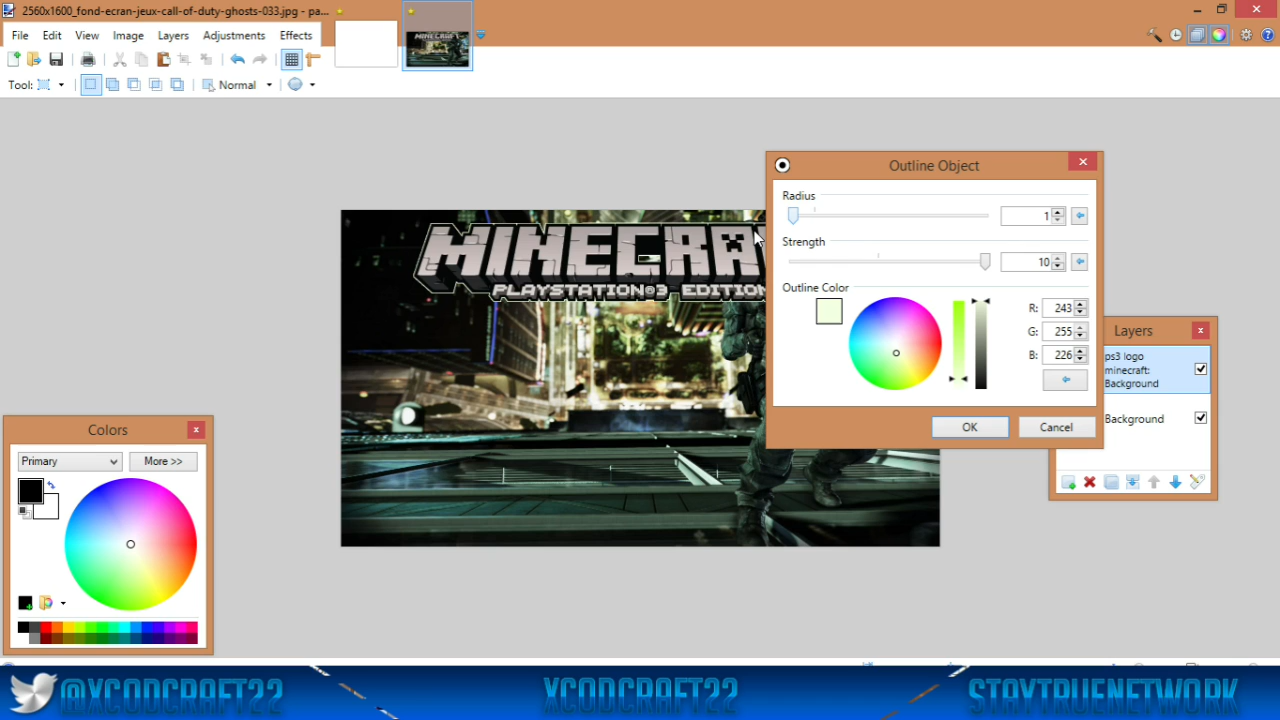 2560x1600_fond-ecran-jeux-call-of-duty-ghosts-033.jpg - pa...
File Edit View Image Layers Adjustments Effects
Tool: Normal
Outline Object
Radius
1
Strength
10
Outline Color
R: 243
G: 255
B: 226
OK Cancel
MINECRA
PLAYSTATION®3 EDITION
Layers
ps3 logo
minecraft:
Background
Background
Colors
Primary More >>
@XCODCRAFT22 XCODCRAFT22 STAYTRUENETWORK